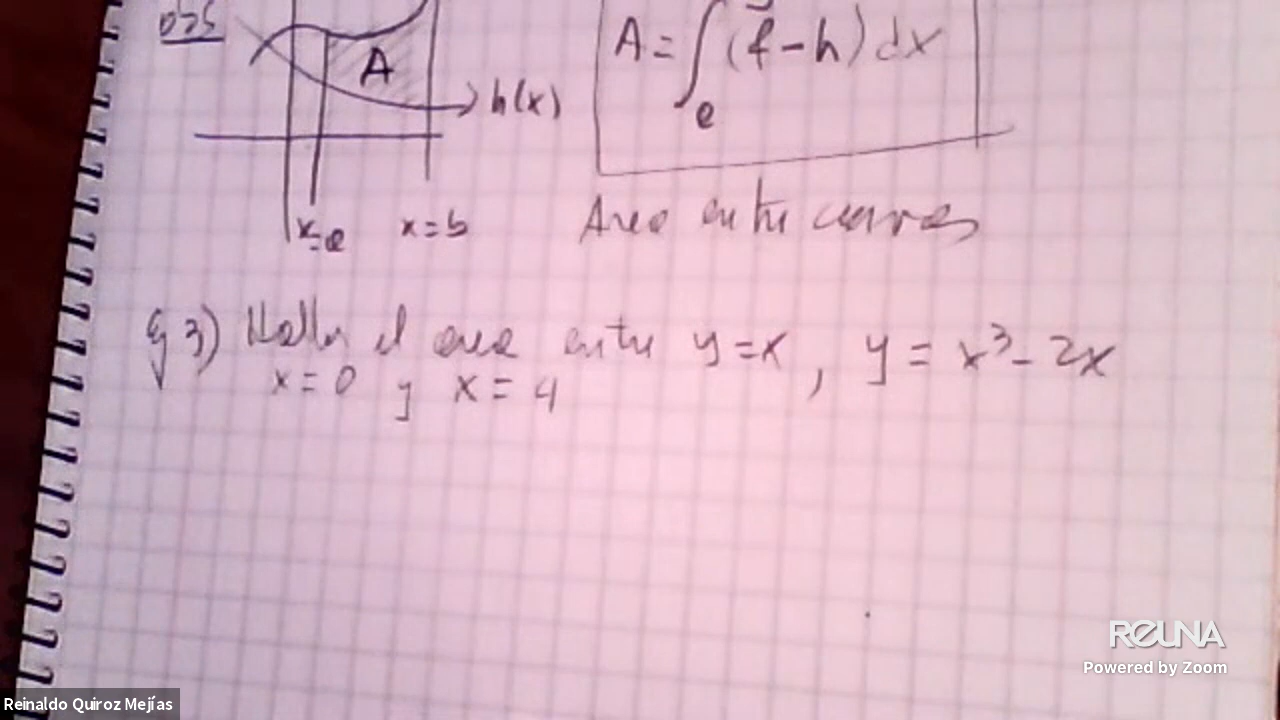 obs
A
h(x)
A = ∫ (f - h) dx
e
x=e x=b
Area entre curvas
Ej 3) Hallar el area entre y=x , y = x³ - 2x
x = 0 y x = 4
REUNA
Powered by Zoom
Reinaldo Quiroz Mejías